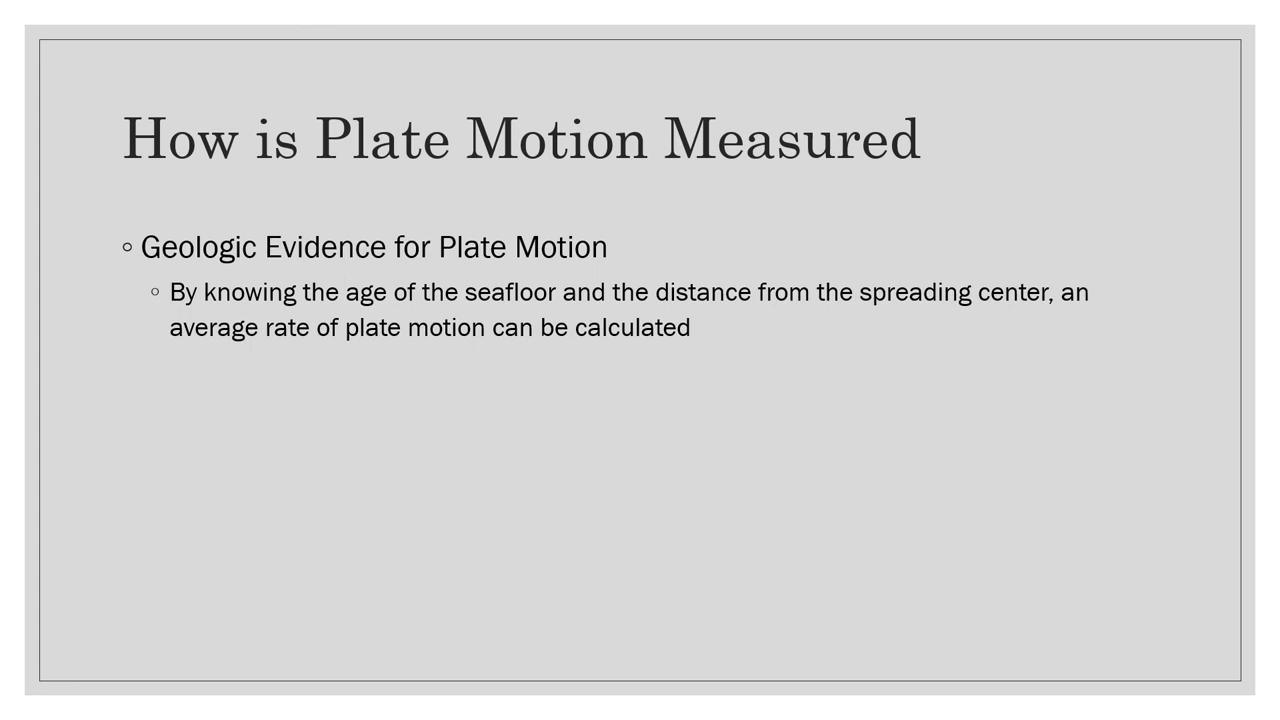 How is Plate Motion Measured
◦ Geologic Evidence for Plate Motion
◦ By knowing the age of the seafloor and the distance from the spreading center, an
average rate of plate motion can be calculated